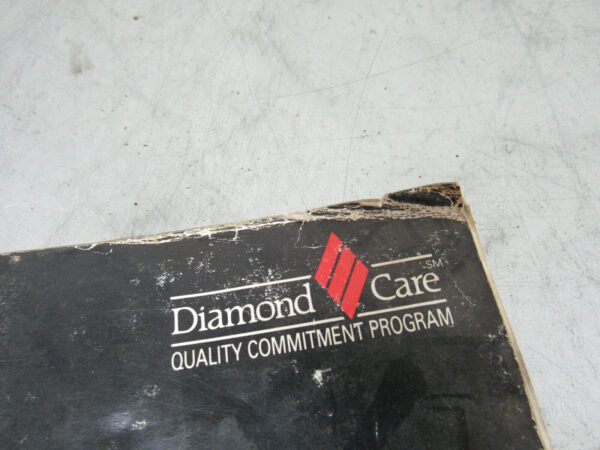 Diamond Care SM
QUALITY COMMITMENT PROGRAM